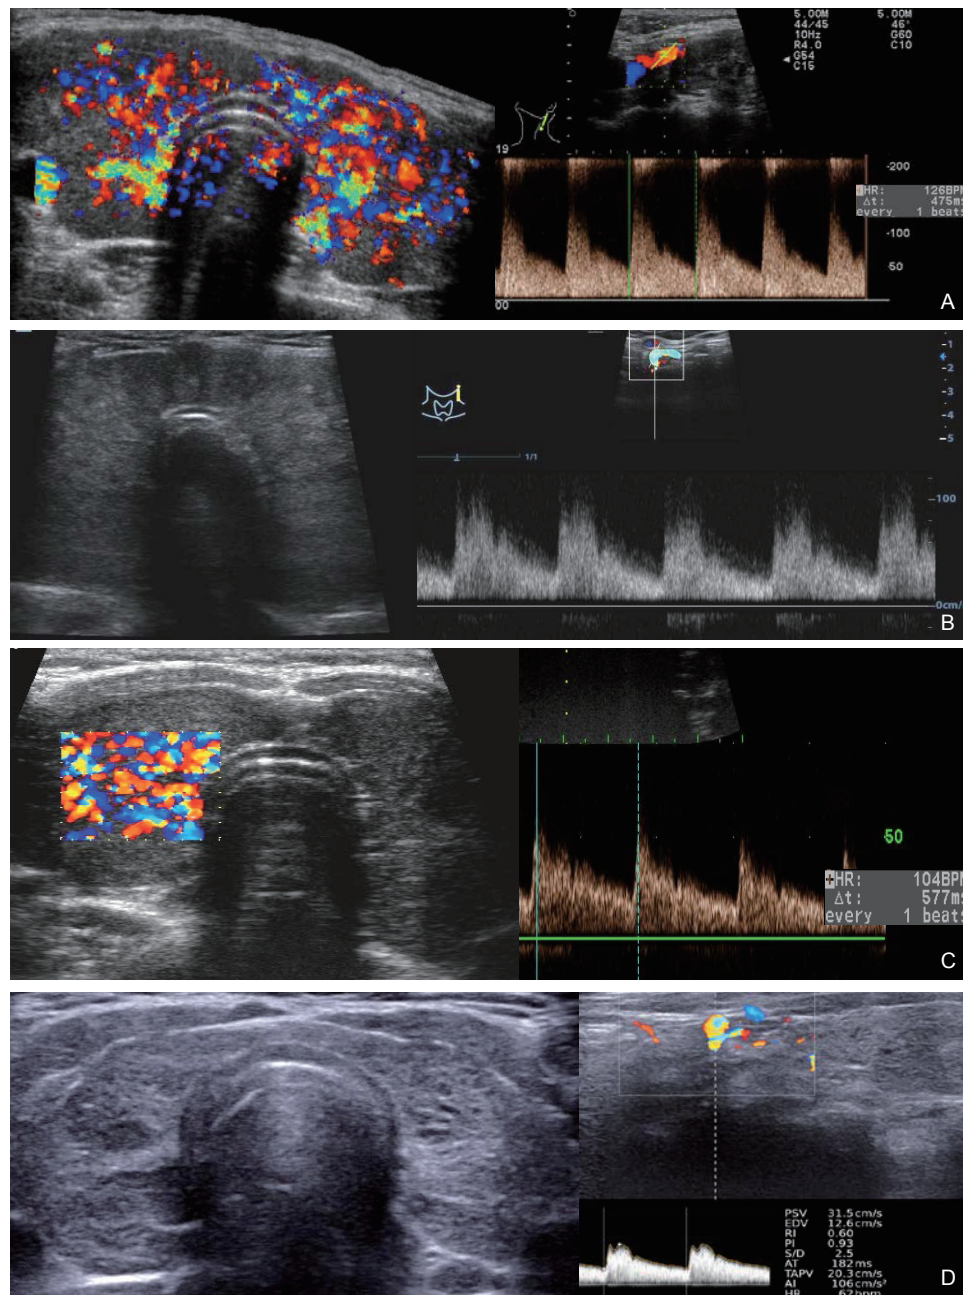 5.00M 5.00M
44/45 46'
10Hz G60
R4.0 C10
G54
C15
19
-200
HR: 126BPM
Δt: 475ms
every 1 beats
-100
50
00
A
-1
-2
-3
-4
-5
1/1
-100
-0cm/
B
50
+HR: 104BPM
Δt: 577ms
every 1 beats
C
PSV 31.5cm/s
EDV 12.6cm/s
RI 0.60
PI 0.93
S/D 2.5
AT 182ms
TAPV 20.3cm/s
AI 106cm/s²
HR 62bpm
D